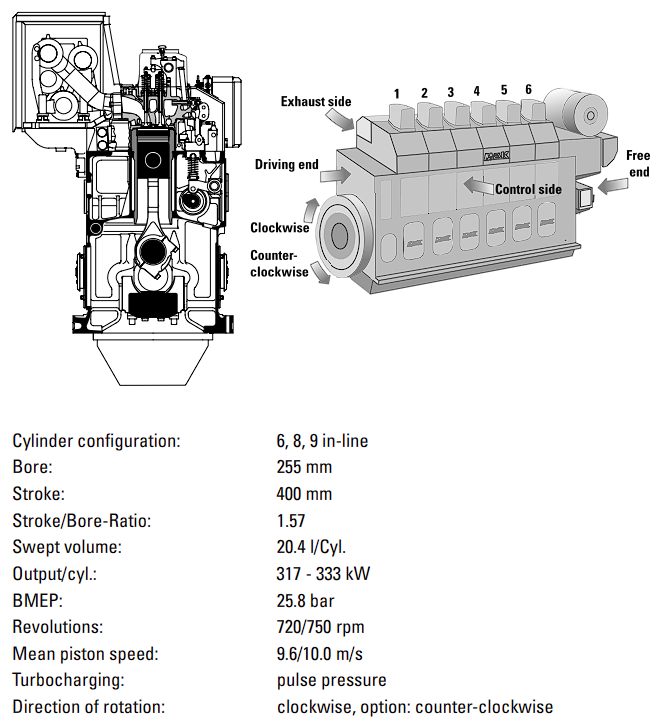 1 2 3 4 5 6
Exhaust side
Driving end
MaK
Free
end
Control side
Clockwise
Counter-
clockwise
Cylinder configuration: 6, 8, 9 in-line
Bore: 255 mm
Stroke: 400 mm
Stroke/Bore-Ratio: 1.57
Swept volume: 20.4 l/Cyl.
Output/cyl.: 317 - 333 kW
BMEP: 25.8 bar
Revolutions: 720/750 rpm
Mean piston speed: 9.6/10.0 m/s
Turbocharging: pulse pressure
Direction of rotation: clockwise, option: counter-clockwise